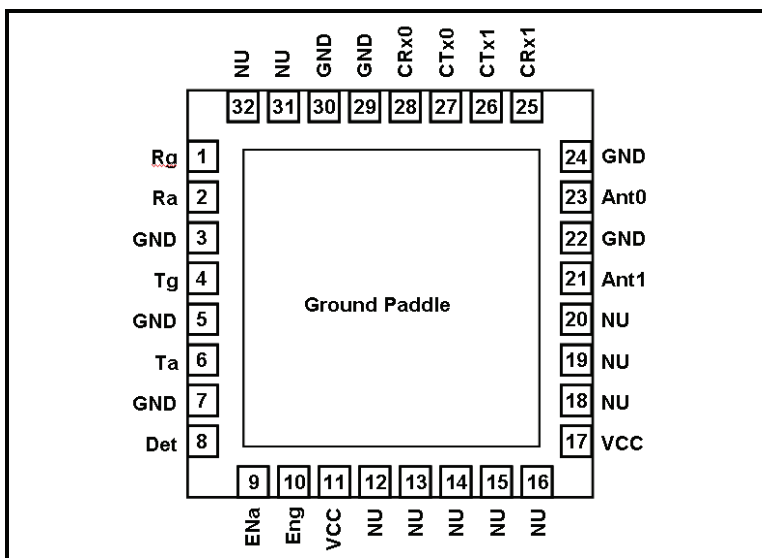 NU NU GND GND CRx0 CTx0 CTx1 CRx1
32 31 30 29 28 27 26 25
Rg 1 24 GND
Ra 2 23 Ant0
GND 3 22 GND
Tg 4 21 Ant1
Ground Paddle
GND 5 20 NU
Ta 6 19 NU
GND 7 18 NU
Det 8 17 VCC
9 10 11 12 13 14 15 16
ENa Eng VCC NU NU NU NU NU